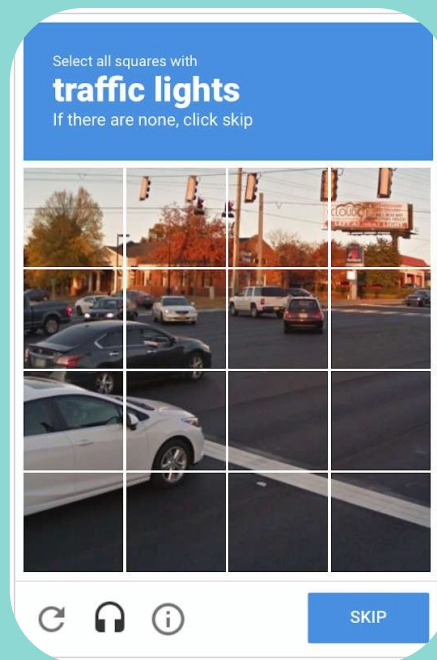 Select all squares with
traffic lights
If there are none, click skip
SKIP